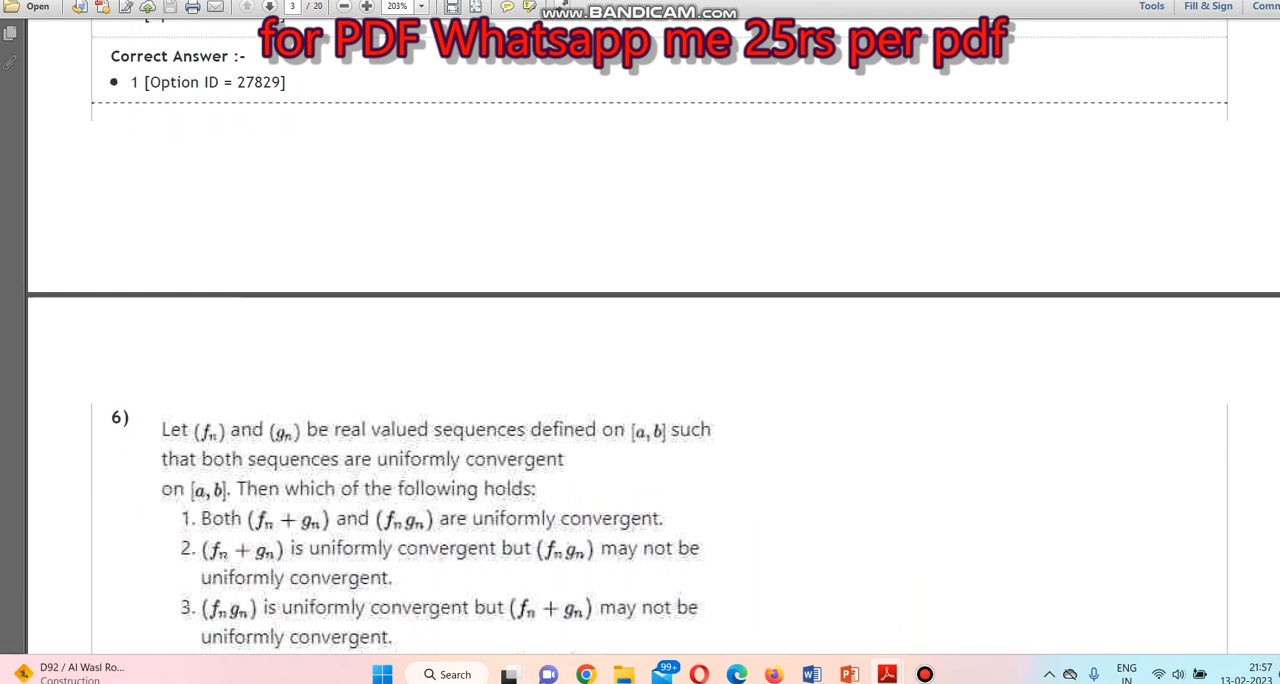 Open 3 / 20 203% Tools Fill & Sign Comm
www.BANDICAM.com
for PDF Whatsapp me 25rs per pdf
Correct Answer :-
• 1 [Option ID = 27829]
6)
Let (fn) and (gn) be real valued sequences defined on [a, b] such
that both sequences are uniformly convergent
on [a, b]. Then which of the following holds:
1. Both (fn + gn) and (fngn) are uniformly convergent.
2. (fn + gn) is uniformly convergent but (fngn) may not be
uniformly convergent.
3. (fngn) is uniformly convergent but (fn + gn) may not be
uniformly convergent.
D92 / Al Wasl Ro...
Construction
Search
99+
ENG
IN
21:57
13-02-2023